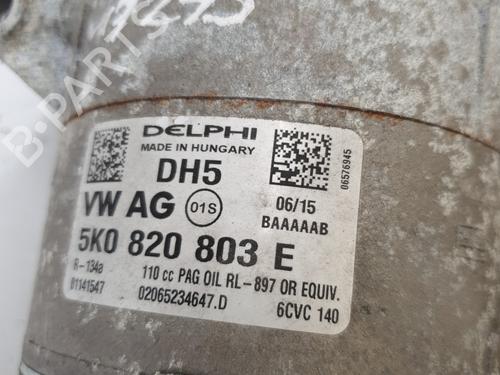 DELPHI
MADE IN HUNGARY
DH5
06576945
VW AG 01S
06/15
BAAAAAB
5K0 820 803 E
R-134a
110 cc PAG OIL RL-897 OR EQUIV.
01141547
02065234647.D
6CVC 140
B-PARTS